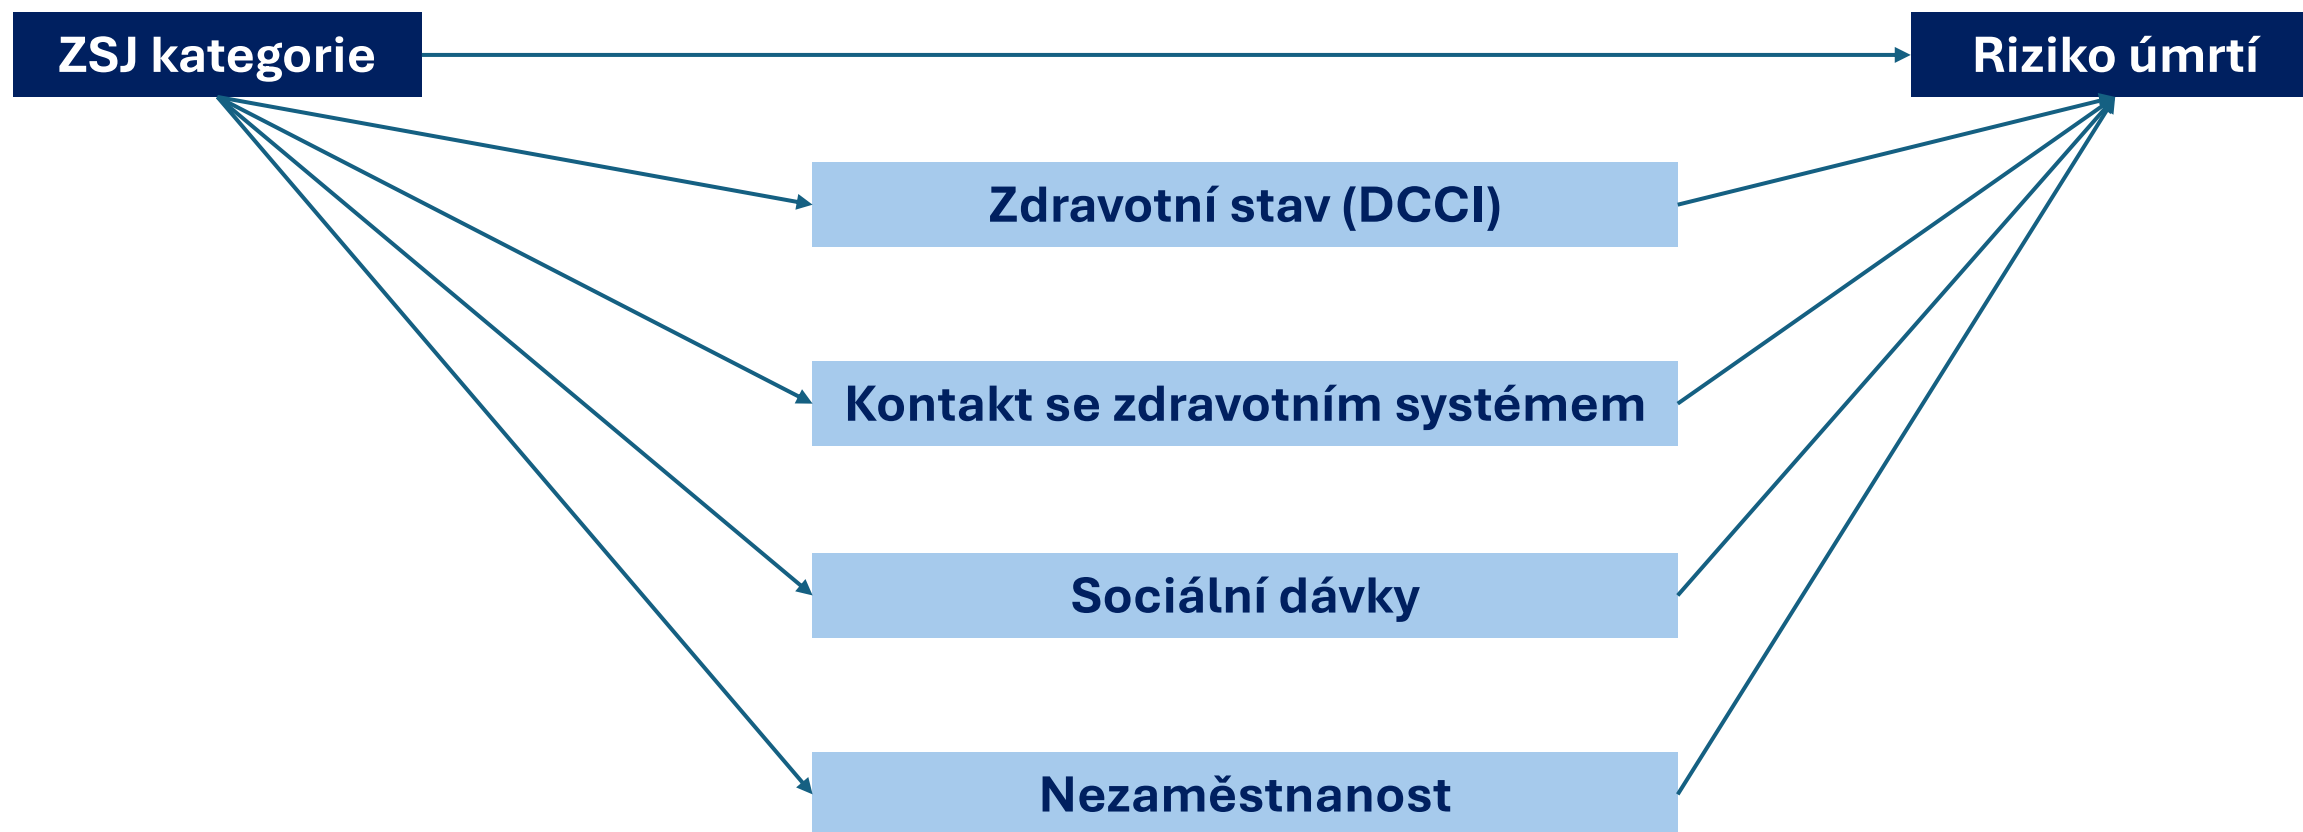 ZSJ kategorie
Riziko úmrtí
Zdravotní stav (DCCI)
Kontakt se zdravotním systémem
Sociální dávky
Nezaměstnanost